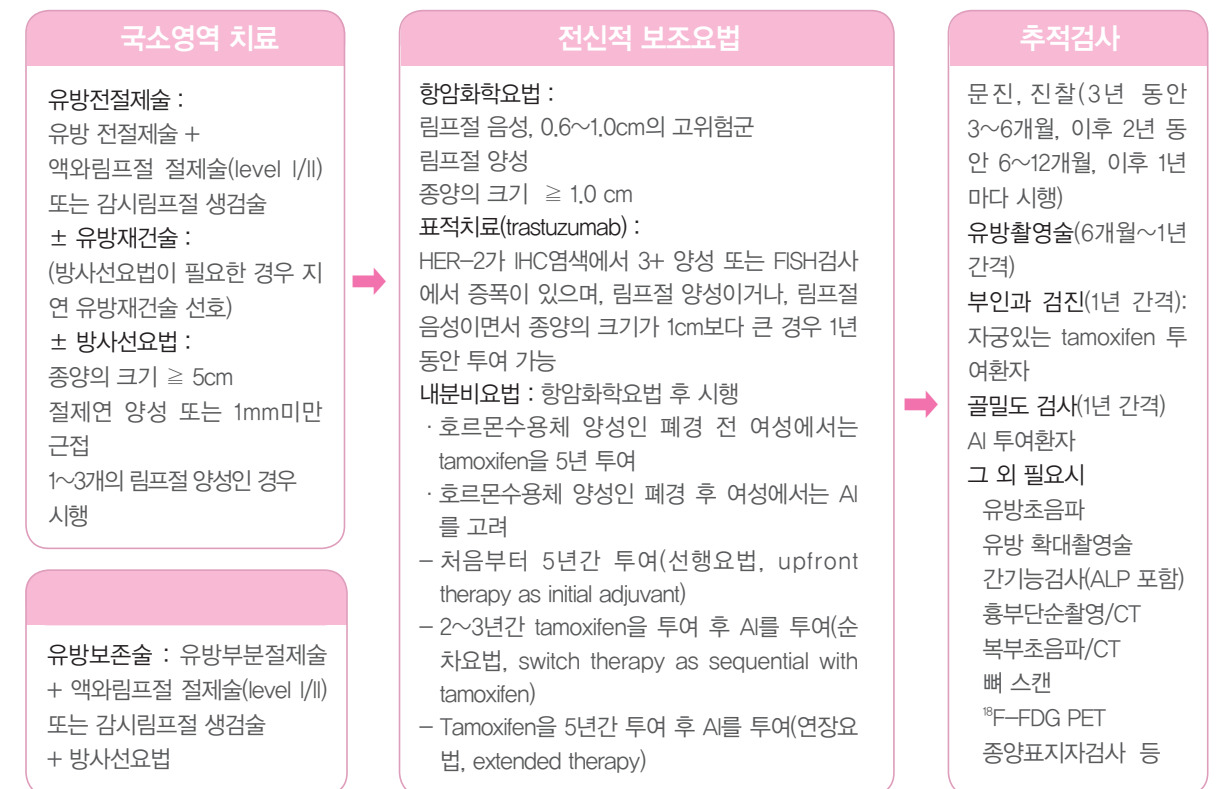 국소영역 치료
유방전절제술 :
유방 전절제술 +
액와림프절 절제술(level Ⅰ/Ⅱ)
또는 감시림프절 생검술
± 유방재건술 :
(방사선요법이 필요한 경우 지
연 유방재건술 선호)
± 방사선요법 :
종양의 크기 ≧ 5cm
절제연 양성 또는 1mm미만
근접
1~3개의 림프절 양성인 경우
시행
유방보존술 : 유방부분절제술
+ 액와림프절 절제술(level Ⅰ/Ⅱ)
또는 감시림프절 생검술
+ 방사선요법
전신적 보조요법
항암화학요법 :
림프절 음성, 0.6~1.0cm의 고위험군
림프절 양성
종양의 크기 ≧ 1.0 cm
표적치료(trastuzumab) :
HER-2가 IHC염색에서 3+ 양성 또는 FISH검사
에서 증폭이 있으며, 림프절 양성이거나, 림프절
음성이면서 종양의 크기가 1cm보다 큰 경우 1년
동안 투여 가능
내분비요법 : 항암화학요법 후 시행
· 호르몬수용체 양성인 폐경 전 여성에서는
tamoxifen을 5년 투여
· 호르몬수용체 양성인 폐경 후 여성에서는 AI
를 고려
– 처음부터 5년간 투여(선행요법, upfront
therapy as initial adjuvant)
– 2~3년간 tamoxifen을 투여 후 AI를 투여(순
차요법, switch therapy as sequential with
tamoxifen)
– Tamoxifen을 5년간 투여 후 AI를 투여(연장요
법, extended therapy)
추적검사
문진, 진찰(3년 동안
3~6개월, 이후 2년 동
안 6~12개월, 이후 1년
마다 시행)
유방촬영술(6개월~1년
간격)
부인과 검진(1년 간격):
자궁있는 tamoxifen 투
여환자
골밀도 검사(1년 간격)
AI 투여환자
그 외 필요시
유방초음파
유방 확대촬영술
간기능검사(ALP 포함)
흉부단순촬영/CT
복부초음파/CT
뼈 스캔
¹⁸F-FDG PET
종양표지자검사 등